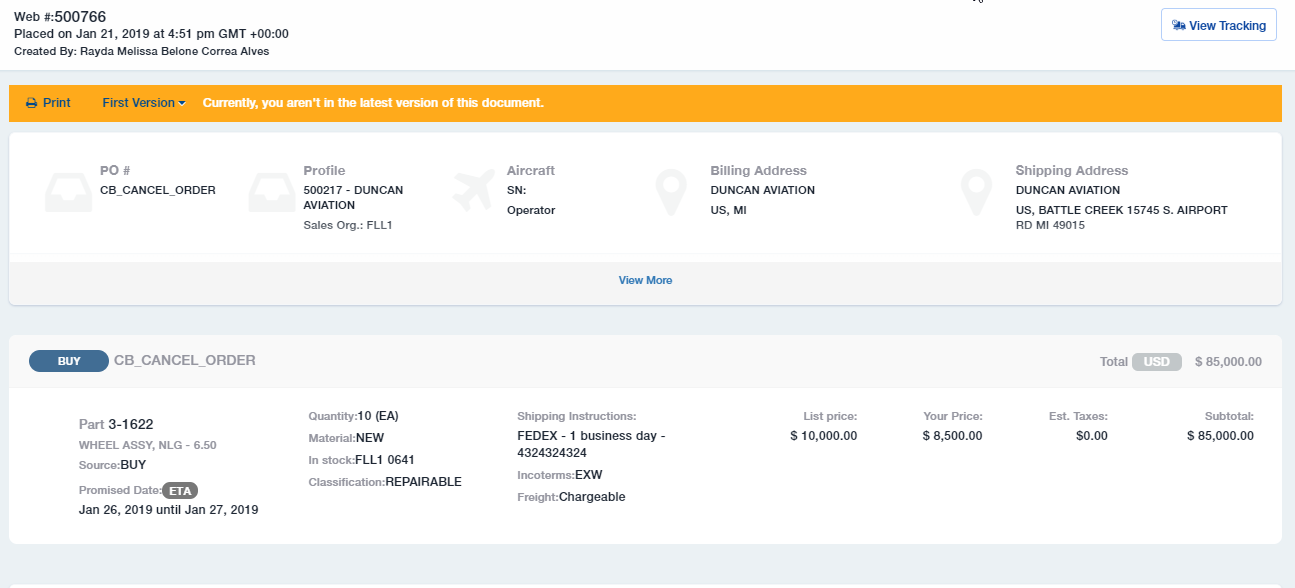 Web #:500766
Placed on Jan 21, 2019 at 4:51 pm GMT +00:00
Created By: Rayda Melissa Belone Correa Alves
View Tracking
Print
First Version
Currently, you aren't in the latest version of this document.
PO #
CB_CANCEL_ORDER
Profile
500217 - DUNCAN
AVIATION
Sales Org.: FLL1
Aircraft
SN:
Operator
Billing Address
DUNCAN AVIATION
US, MI
Shipping Address
DUNCAN AVIATION
US, BATTLE CREEK 15745 S. AIRPORT
RD MI 49015
View More
BUY CB_CANCEL_ORDER
Total USD $ 85,000.00
Part 3-1622
WHEEL ASSY, NLG - 6.50
Source:BUY
Promised Date: ETA
Jan 26, 2019 until Jan 27, 2019
Quantity:10 (EA)
Material:NEW
In stock:FLL1 0641
Classification:REPAIRABLE
Shipping Instructions:
FEDEX - 1 business day -
4324324324
Incoterms:EXW
Freight:Chargeable
List price:
$ 10,000.00
Your Price:
$ 8,500.00
Est. Taxes:
$0.00
Subtotal:
$ 85,000.00